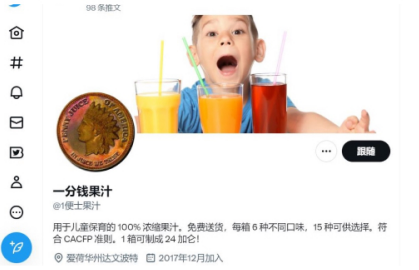 98 条推文
PENNY JUICE OF AMERICA
跟随
一分钱果汁
@1便士果汁
用于儿童保育的 100% 浓缩果汁。免费送货，每箱 6 种不同口味，15 种可供选择。符
合 CACFP 准则。1 箱可制成 24 加仑！
爱荷华州达文波特 2017年12月加入